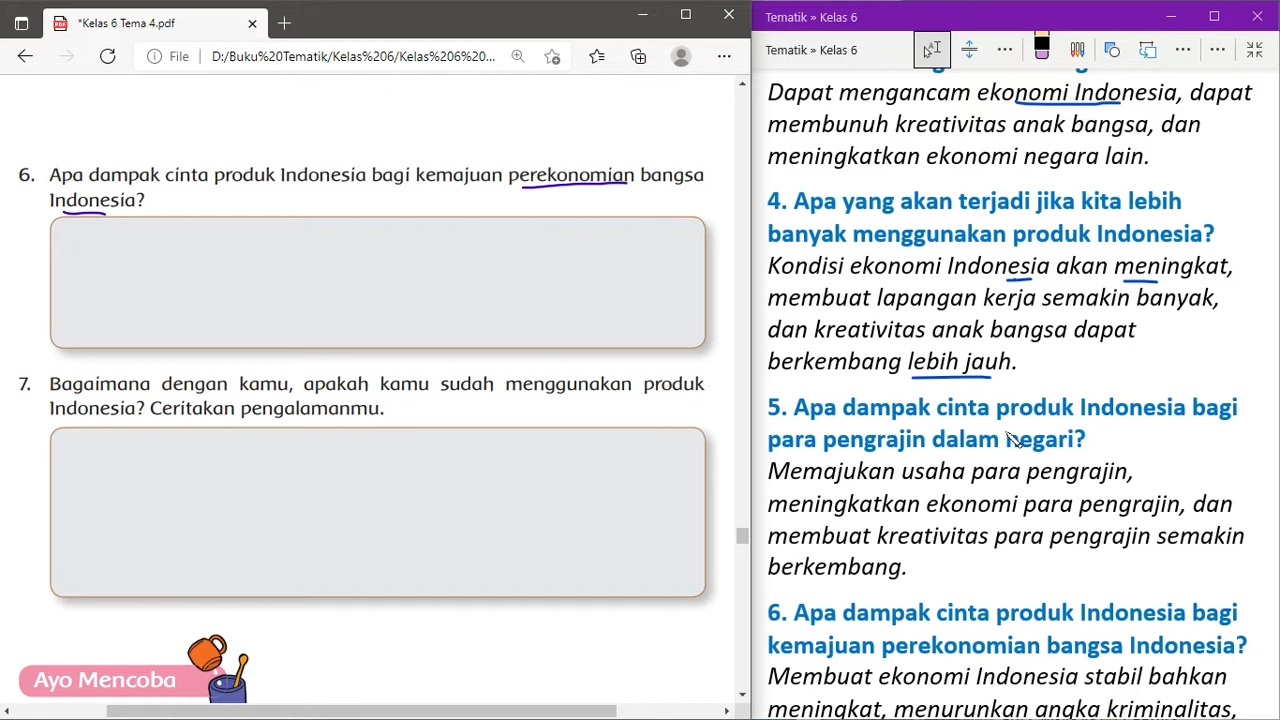 *Kelas 6 Tema 4.pdf
File
D:/Buku%20Tematik/Kelas%206/Kelas%206%20...
6. Apa dampak cinta produk Indonesia bagi kemajuan perekonomian bangsa
Indonesia?
7. Bagaimana dengan kamu, apakah kamu sudah menggunakan produk
Indonesia? Ceritakan pengalamanmu.
Ayo Mencoba
Tematik » Kelas 6
Tematik » Kelas 6
Dapat mengancam ekonomi Indonesia, dapat
membunuh kreativitas anak bangsa, dan
meningkatkan ekonomi negara lain.
4. Apa yang akan terjadi jika kita lebih
banyak menggunakan produk Indonesia?
Kondisi ekonomi Indonesia akan meningkat,
membuat lapangan kerja semakin banyak,
dan kreativitas anak bangsa dapat
berkembang lebih jauh.
5. Apa dampak cinta produk Indonesia bagi
para pengrajin dalam negari?
Memajukan usaha para pengrajin,
meningkatkan ekonomi para pengrajin, dan
membuat kreativitas para pengrajin semakin
berkembang.
6. Apa dampak cinta produk Indonesia bagi
kemajuan perekonomian bangsa Indonesia?
Membuat ekonomi Indonesia stabil bahkan
meningkat, menurunkan angka kriminalitas,